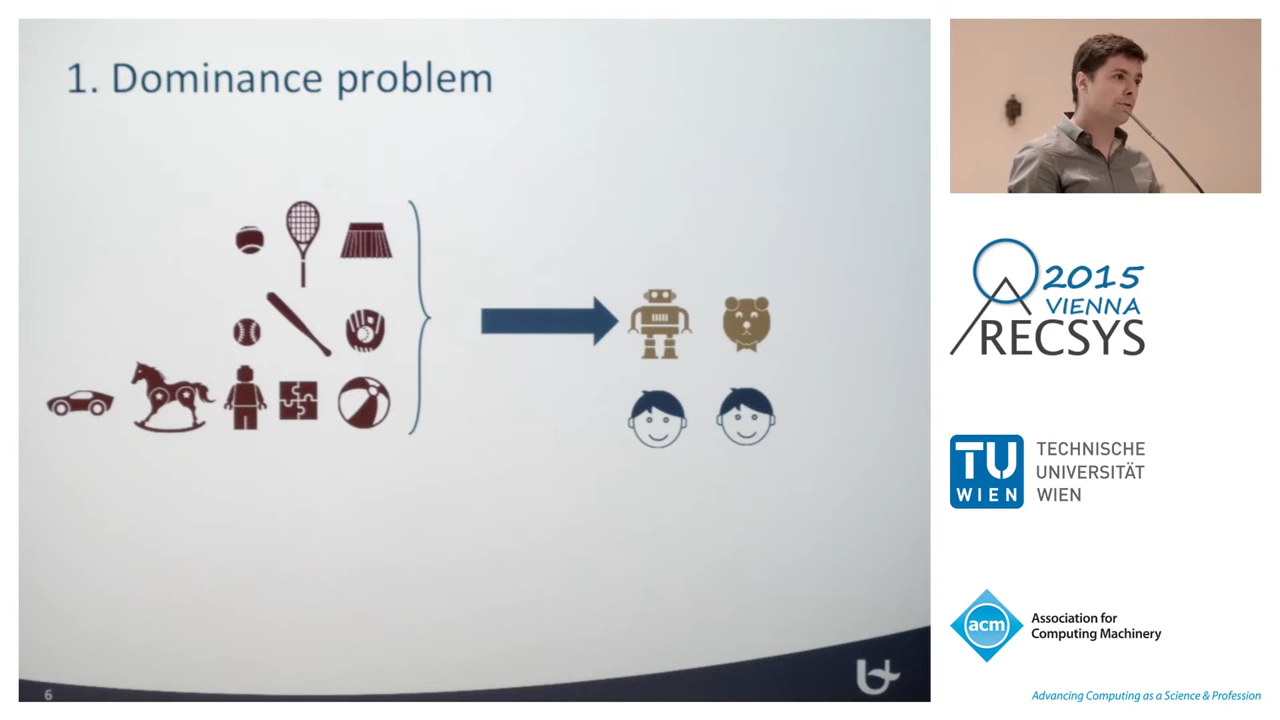 1. Dominance problem
6
2015
VIENNA
RECSYS
TU
WIEN
TECHNISCHE
UNIVERSITÄT
WIEN
acm
Association for
Computing Machinery
Advancing Computing as a Science & Profession